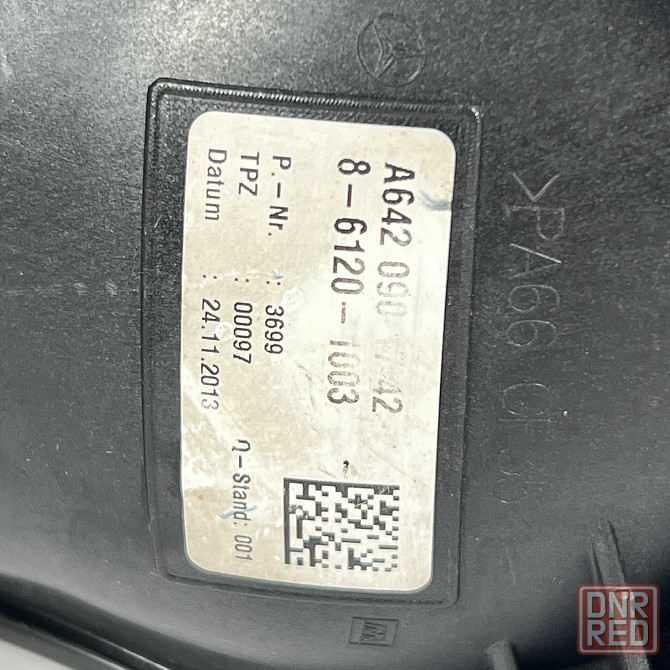 A642 090
8-6120-1003
P.-Nr. : 3699
TPZ : 00097
Datum : 24.11.2013 Q-Stand: 001
>PA66
DNR
RED